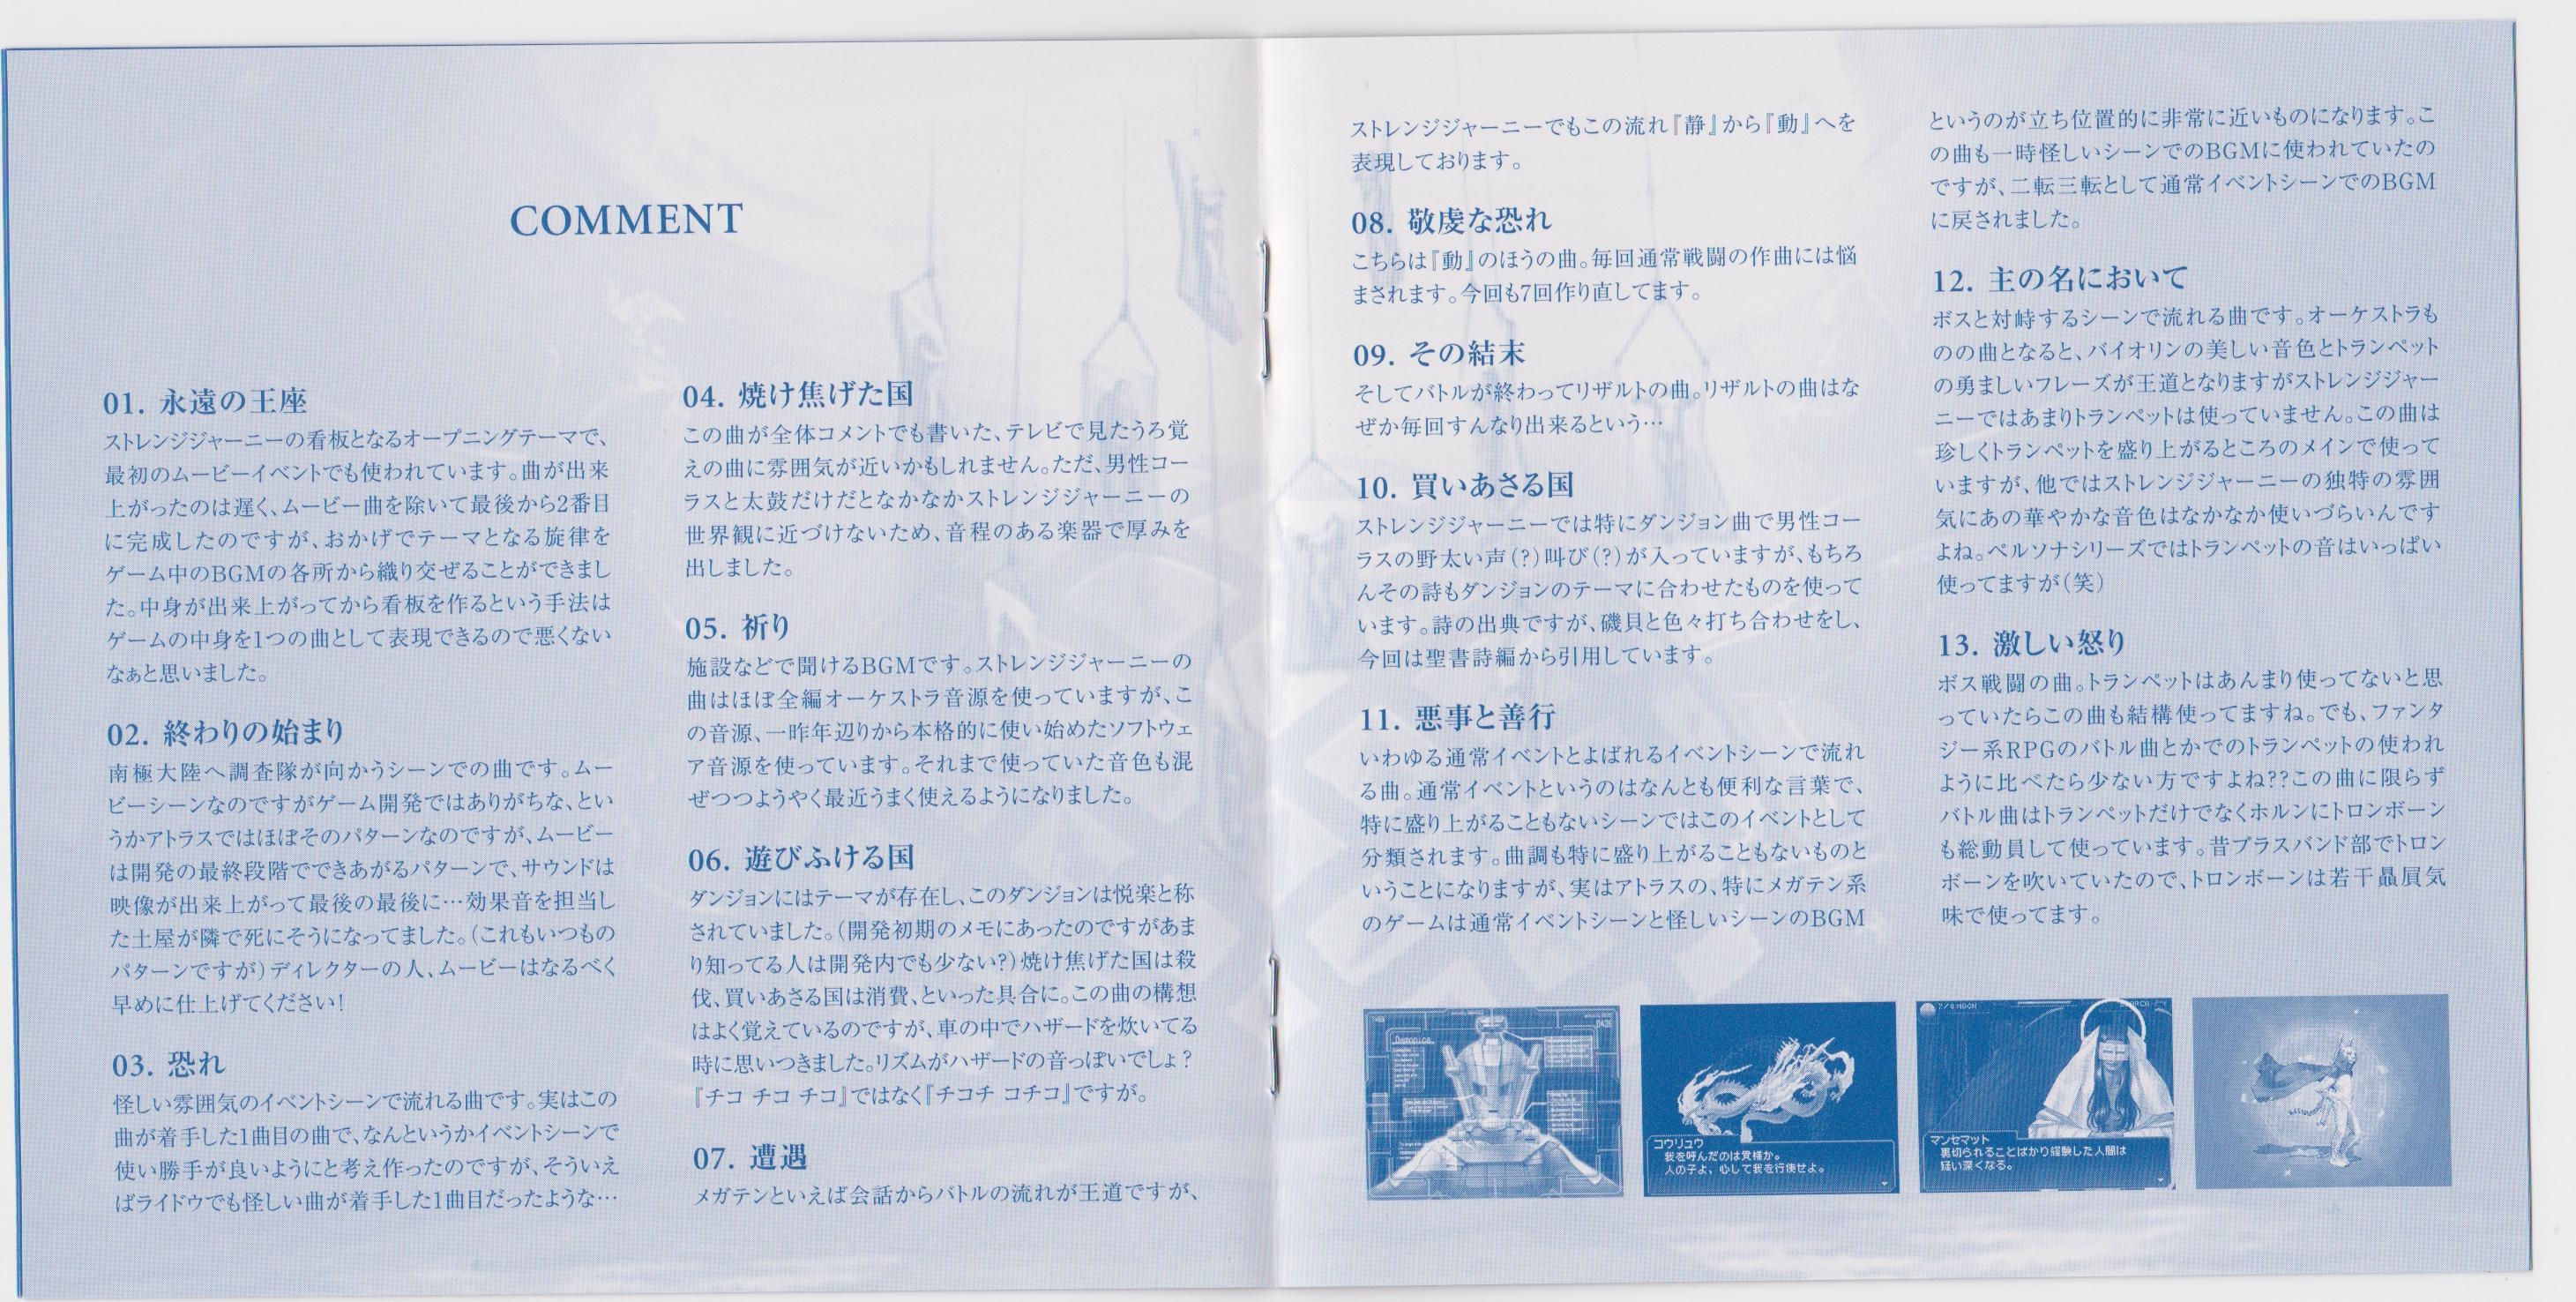 COMMENT
01. 永遠の王座
ストレンジジャーニーの看板となるオープニングテーマで、
最初のムービーイベントでも使われています。曲が出来
上がったのは遅く、ムービー曲を除いて最後から2番目
に完成したのですが、おかげでテーマとなる旋律を
ゲーム中のBGMの各所から織り交ぜることができまし
た。中身が出来上がってから看板を作るという手法は
ゲームの中身を1つの曲として表現できるので悪くない
なぁと思いました。
02. 終わりの始まり
南極大陸へ調査隊が向かうシーンでの曲です。ムー
ビーシーンなのですがゲーム開発ではありがちな、とい
うかアトラスではほぼそのパターンなのですが、ムービー
は開発の最終段階でできあがるパターンで、サウンドは
映像が出来上がって最後の最後に…効果音を担当し
た土屋が隣で死にそうになってました。(これもいつもの
パターンですが)ディレクターの人、ムービーはなるべく
早めに仕上げてください!
03. 恐れ
怪しい雰囲気のイベントシーンで流れる曲です。実はこの
曲が着手した1曲目の曲で、なんというかイベントシーンで
使い勝手が良いようにと考え作ったのですが、そういえ
ばライドウでも怪しい曲が着手した1曲目だったような…
04. 焼け焦げた国
この曲が全体コメントでも書いた、テレビで見たうろ覚
えの曲に雰囲気が近いかもしれません。ただ、男性コー
ラスと太鼓だけだとなかなかストレンジジャーニーの
世界観に近づけないため、音程のある楽器で厚みを
出しました。
05. 祈り
施設などで聞けるBGMです。ストレンジジャーニーの
曲はほぼ全編オーケストラ音源を使っていますが、こ
の音源、一昨年辺りから本格的に使い始めたソフトウェ
ア音源を使っています。それまで使っていた音色も混
ぜつつようやく最近うまく使えるようになりました。
06. 遊びふける国
ダンジョンにはテーマが存在し、このダンジョンは悦楽と称
されていました。(開発初期のメモにあったのですがあま
り知ってる人は開発内でも少ない?)焼け焦げた国は殺
伐、買いあさる国は消費、といった具合に。この曲の構想
はよく覚えているのですが、車の中でハザードを炊いてる
時に思いつきました。リズムがハザードの音っぽいでしょ?
『チコ チコ チコ』ではなく『チコチ コチコ』ですが。
07. 遭遇
メガテンといえば会話からバトルの流れが王道ですが、
ストレンジジャーニーでもこの流れ『静』から『動』へを
表現しております。
08. 敬虔な恐れ
こちらは『動』のほうの曲。毎回通常戦闘の作曲には悩
まされます。今回も7回作り直してます。
09. その結末
そしてバトルが終わってリザルトの曲。リザルトの曲はな
ぜか毎回すんなり出来るという…
10. 買いあさる国
ストレンジジャーニーでは特にダンジョン曲で男性コー
ラスの野太い声(?)叫び(?)が入っていますが、もちろ
んその詩もダンジョンのテーマに合わせたものを使って
います。詩の出典ですが、磯貝と色々打ち合わせをし、
今回は聖書詩編から引用しています。
11. 悪事と善行
いわゆる通常イベントとよばれるイベントシーンで流れ
る曲。通常イベントというのはなんとも便利な言葉で、
特に盛り上がることもないシーンではこのイベントとして
分類されます。曲調も特に盛り上がることもないものと
いうことになりますが、実はアトラスの、特にメガテン系
のゲームは通常イベントシーンと怪しいシーンのBGM
というのが立ち位置的に非常に近いものになります。こ
の曲も一時怪しいシーンでのBGMに使われていたの
ですが、二転三転として通常イベントシーンでのBGM
に戻されました。
12. 主の名において
ボスと対峙するシーンで流れる曲です。オーケストラも
のの曲となると、バイオリンの美しい音色とトランペット
の勇ましいフレーズが王道となりますがストレンジジャー
ニーではあまりトランペットは使っていません。この曲は
珍しくトランペットを盛り上がるところのメインで使って
いますが、他ではストレンジジャーニーの独特の雰囲
気にあの華やかな音色はなかなか使いづらいんです
よね。ペルソナシリーズではトランペットの音はいっぱい
使ってますが(笑)
13. 激しい怒り
ボス戦闘の曲。トランペットはあんまり使ってないと思
っていたらこの曲も結構使ってますね。でも、ファンタ
ジー系RPGのバトル曲とかでのトランペットの使われ
ように比べたら少ない方ですよね??この曲に限らず
バトル曲はトランペットだけでなくホルンにトロンボーン
も総動員して使っています。昔ブラスバンド部でトロン
ボーンを吹いていたので、トロンボーンは若干贔屓気
味で使ってます。
Demonica
コウリュウ
我を呼んだのは貴様か。
人の子よ、心して我を行使せよ。
マンセマット
裏切られることばかり経験した人間は
疑い深くなる。